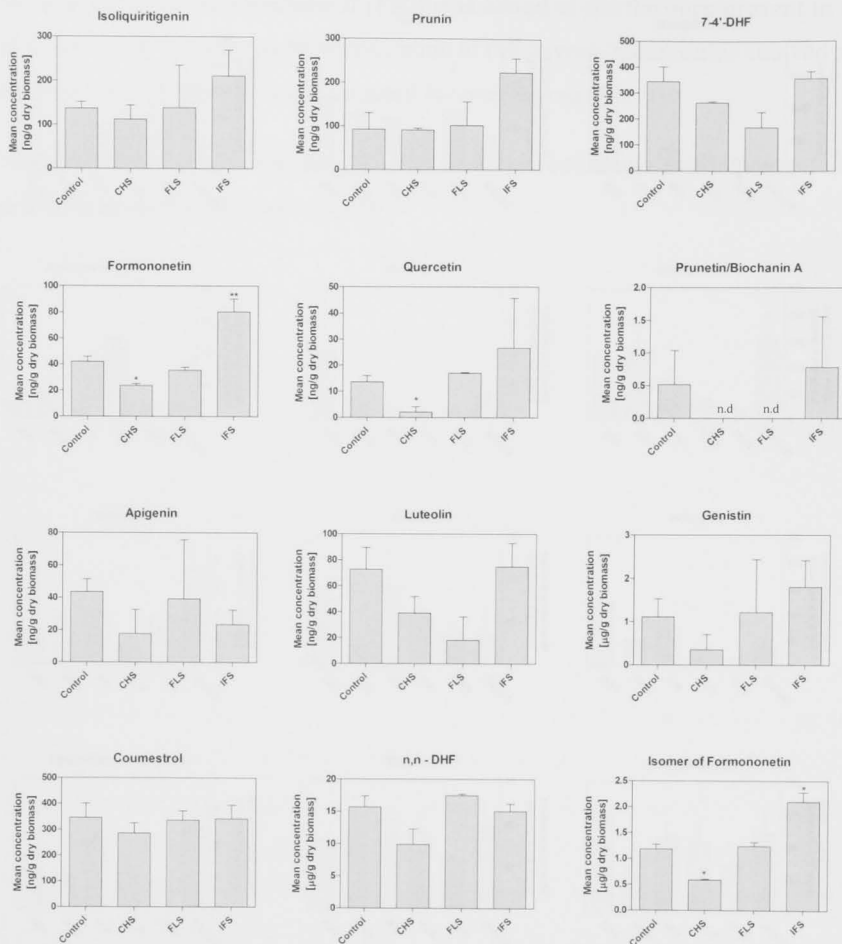 Isoliquiritigenin
Mean concentration
[ng/g dry biomass]
300
200
100
0
Control
CHS
FLS
IFS
Prunin
Mean concentration
[ng/g dry biomass]
300
200
100
0
Control
CHS
FLS
IFS
7-4'-DHF
Mean concentration
[ng/g dry biomass]
500
400
300
200
100
0
Control
CHS
FLS
IFS
Formononetin
Mean concentration
[ng/g dry biomass]
100
80
60
40
20
0
*
**
Control
CHS
FLS
IFS
Quercetin
Mean concentration
[ng/g dry biomass]
50
40
30
20
10
0
*
Control
CHS
FLS
IFS
Prunetin/Biochanin A
Mean concentration
[ng/g dry biomass]
2.0
1.5
1.0
0.5
0.0
n.d
n.d
Control
CHS
FLS
IFS
Apigenin
Mean concentration
[ng/g dry biomass]
80
60
40
20
0
Control
CHS
FLS
IFS
Luteolin
Mean concentration
[ng/g dry biomass]
100
80
60
40
20
0
Control
CHS
FLS
IFS
Genistin
Mean concentration
[µg/g dry biomass]
3
2
1
0
Control
CHS
FLS
IFS
Coumestrol
Mean concentration
[ng/g dry biomass]
500
400
300
200
100
0
Control
CHS
FLS
IFS
n,n - DHF
Mean concentration
[µg/g dry biomass]
20
15
10
5
0
Control
CHS
FLS
IFS
Isomer of Formononetin
Mean concentration
[µg/g dry biomass]
2.5
2.0
1.5
1.0
0.5
0.0
*
*
Control
CHS
FLS
IFS